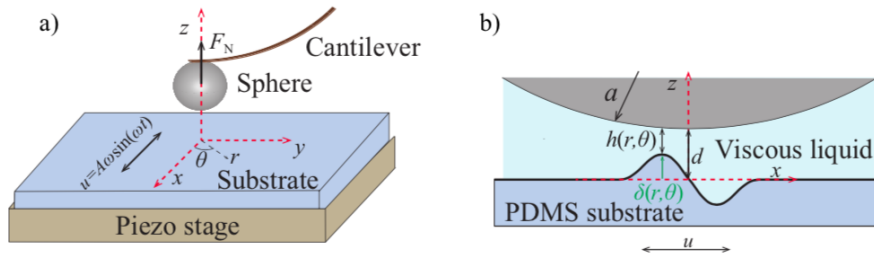 a)
z
F_N
Cantilever
Sphere
u=Aωsin(ωt)
θ
r
y
x
Substrate
Piezo stage
b)
a
z
h(r,θ)
d
Viscous liquid
x
δ(r,θ)
PDMS substrate
u